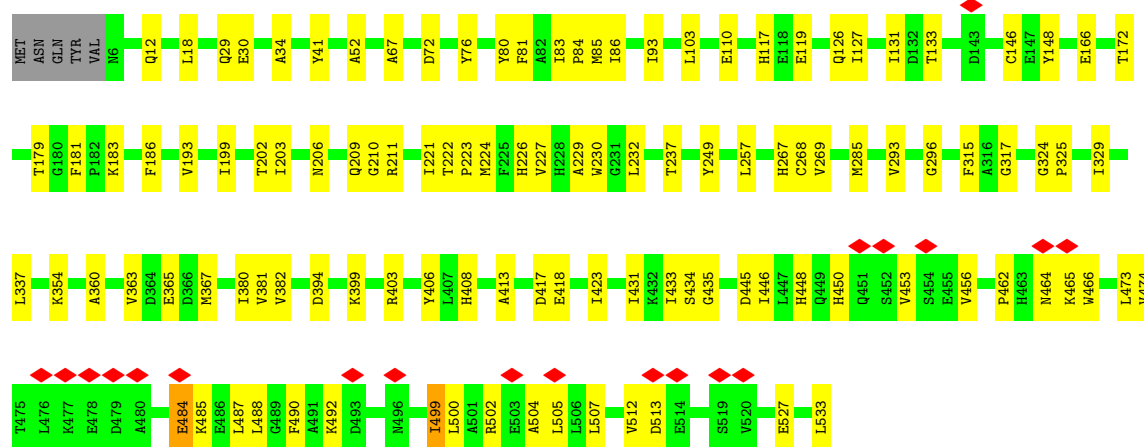 MET ASN GLN TYR VAL N6 Q12 L18 Q29 E30 A34 Y41 A52 A67 D72 Y76 Y80 F81 A82 I83 P84 M85 I86 I93 L103 E110 H117 E118 E119 Q126 I127 I131 D132 T133 D143 C146 E147 Y148 E166 T172
T179 G180 F181 P182 K183 F186 V193 I199 T202 I203 N206 Q209 G210 R211 I221 T222 P223 M224 F225 H226 V227 H228 A229 W230 G231 L232 T237 Y249 L257 H267 C268 V269 M285 V293 G296 F315 A316 G317 G324 P325 I329
L337 K354 A360 V363 D364 E365 D366 M367 I380 V381 V382 D394 K399 R403 Y406 L407 H408 A413 D417 E418 I423 I431 K432 I433 S434 G435 D445 I446 L447 H448 Q449 H450 Q451 S452 V453 S454 E455 V456 P462 H463 N464 K465 W466 L473
T475 L476 K477 E478 D479 A480 E484 K485 E486 L487 L488 G489 F490 A491 K492 D493 N496 I499 L500 A501 R502 E503 A504 L505 L506 L507 V512 D513 E514 S519 V520 E527 L533